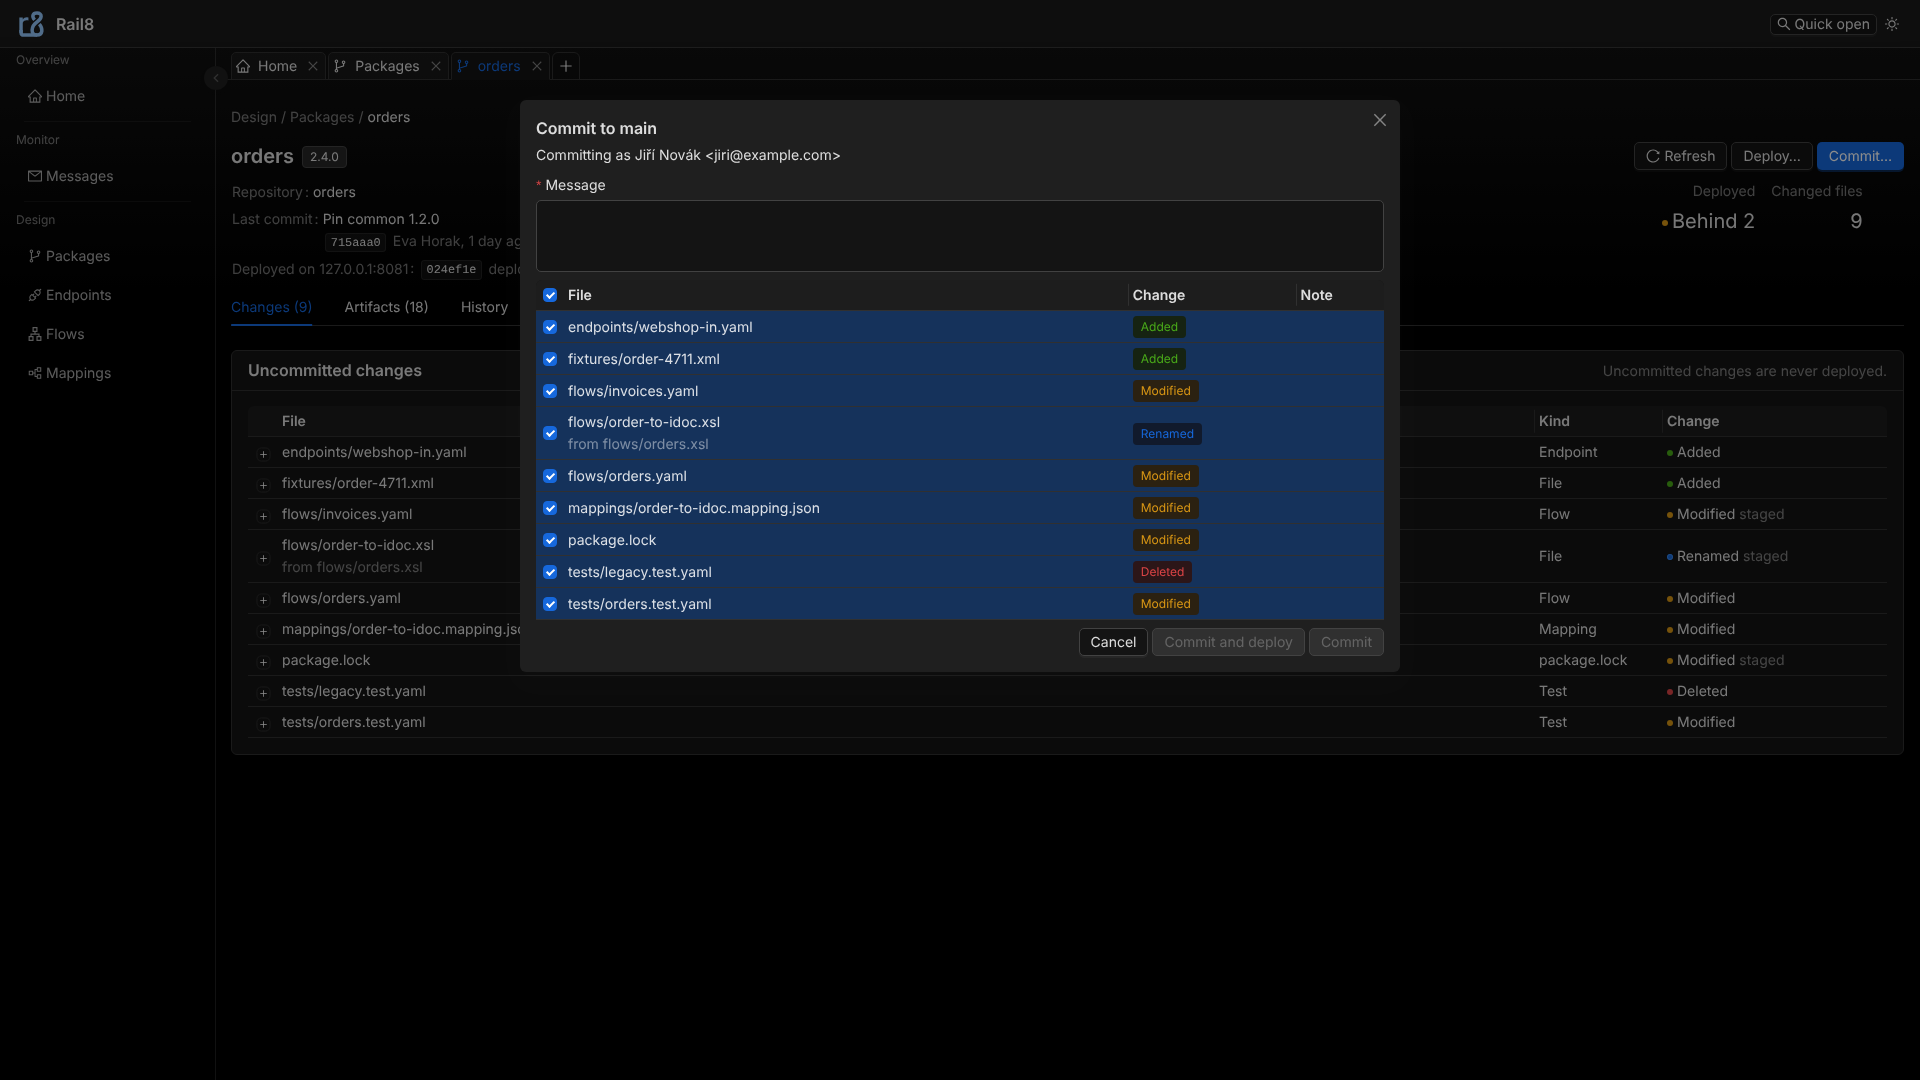 Rail8
Quick open
Overview
Home
Monitor
Messages
Design
Packages
Endpoints
Flows
Mappings
Home
Packages
orders
Design / Packages / orders
orders 2.4.0
Refresh
Deploy...
Commit...
Repository: orders
Deployed
Changed files
Behind 2
9
Last commit: Pin common 1.2.0
715aaa0 Eva Horak, 1 day
Deployed on 127.0.0.1:8081: 024ef1e
Changes (9)
Artifacts (18)
History
Uncommitted changes
Uncommitted changes are never deployed.
File Kind Change
endpoints/webshop-in.yaml Endpoint Added
fixtures/order-4711.xml File Added
flows/invoices.yaml Flow Modified staged
flows/order-to-idoc.xsl File Renamed staged
from flows/orders.xsl
flows/orders.yaml Flow Modified
mappings/order-to-idoc.mapping.js Mapping Modified
package.lock package.lock Modified staged
tests/legacy.test.yaml Test Deleted
tests/orders.test.yaml Test Modified
Commit to main
Committing as Jiří Novák <jiri@example.com>
* Message
File Change Note
endpoints/webshop-in.yaml Added
fixtures/order-4711.xml Added
flows/invoices.yaml Modified
flows/order-to-idoc.xsl Renamed
from flows/orders.xsl
flows/orders.yaml Modified
mappings/order-to-idoc.mapping.json Modified
package.lock Modified
tests/legacy.test.yaml Deleted
tests/orders.test.yaml Modified
Cancel
Commit and deploy
Commit